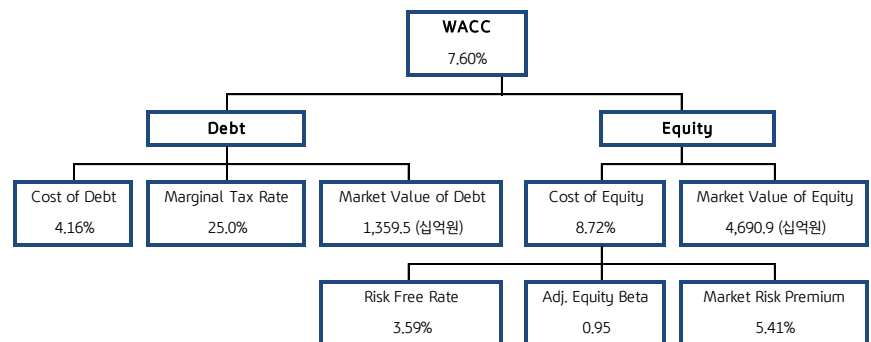 WACC
7.60%
Debt
Equity
Cost of Debt
4.16%
Marginal Tax Rate
25.0%
Market Value of Debt
1,359.5 (십억원)
Cost of Equity
8.72%
Market Value of Equity
4,690.9 (십억원)
Risk Free Rate
3.59%
Adj. Equity Beta
0.95
Market Risk Premium
5.41%